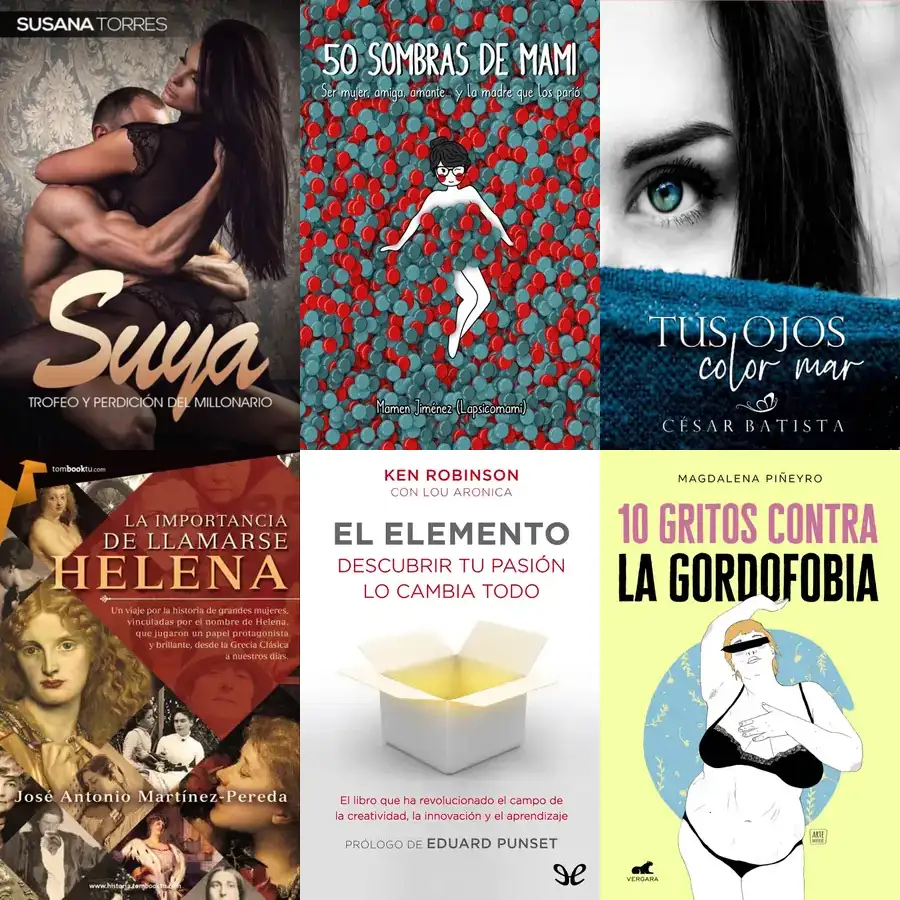 SUSANA TORRES
Suya
TROFEO Y PERDICIÓN DEL MILLONARIO
50 SOMBRAS DE MAMI
Ser mujer, amiga, amante... y la madre que los parió
Mamen Jiménez (Lapsicomami)
TUS OJOS
color mar
CÉSAR BATISTA
tombooktu.com
LA IMPORTANCIA
DE LLAMARSE
HELENA
Un viaje por la historia de grandes mujeres,
vinculadas por el nombre de Helena,
que jugaron un papel protagonista
y brillante, desde la Grecia Clásica
a nuestros días.
José Antonio Martínez-Pereda
www.historia.tombooktu.com
KEN ROBINSON
CON LOU ARONICA
EL ELEMENTO
DESCUBRIR TU PASIÓN
LO CAMBIA TODO
El libro que ha revolucionado el campo de
la creatividad, la innovación y el aprendizaje
PRÓLOGO DE EDUARD PUNSET
MAGDALENA PIÑEYRO
10 GRITOS CONTRA
LA GORDOFOBIA
VERGARA